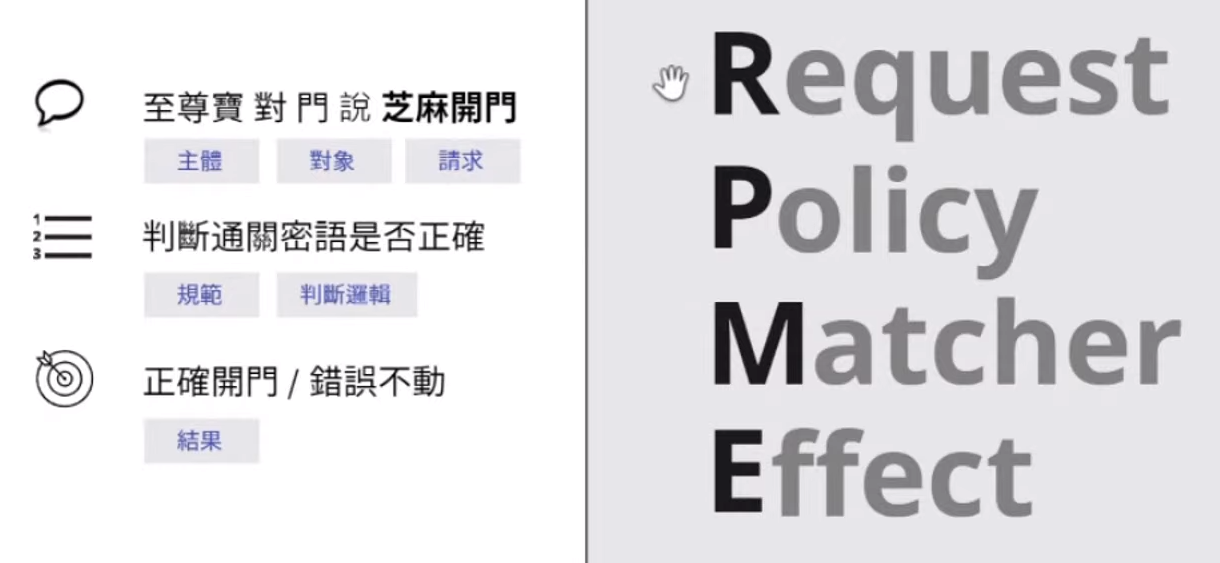 至尊寶 對 門 說 芝麻開門
主體 對象 請求
1
2
3
判斷通關密語是否正確
規範 判斷邏輯
正確開門 / 錯誤不動
結果
Request
Policy
Matcher
Effect